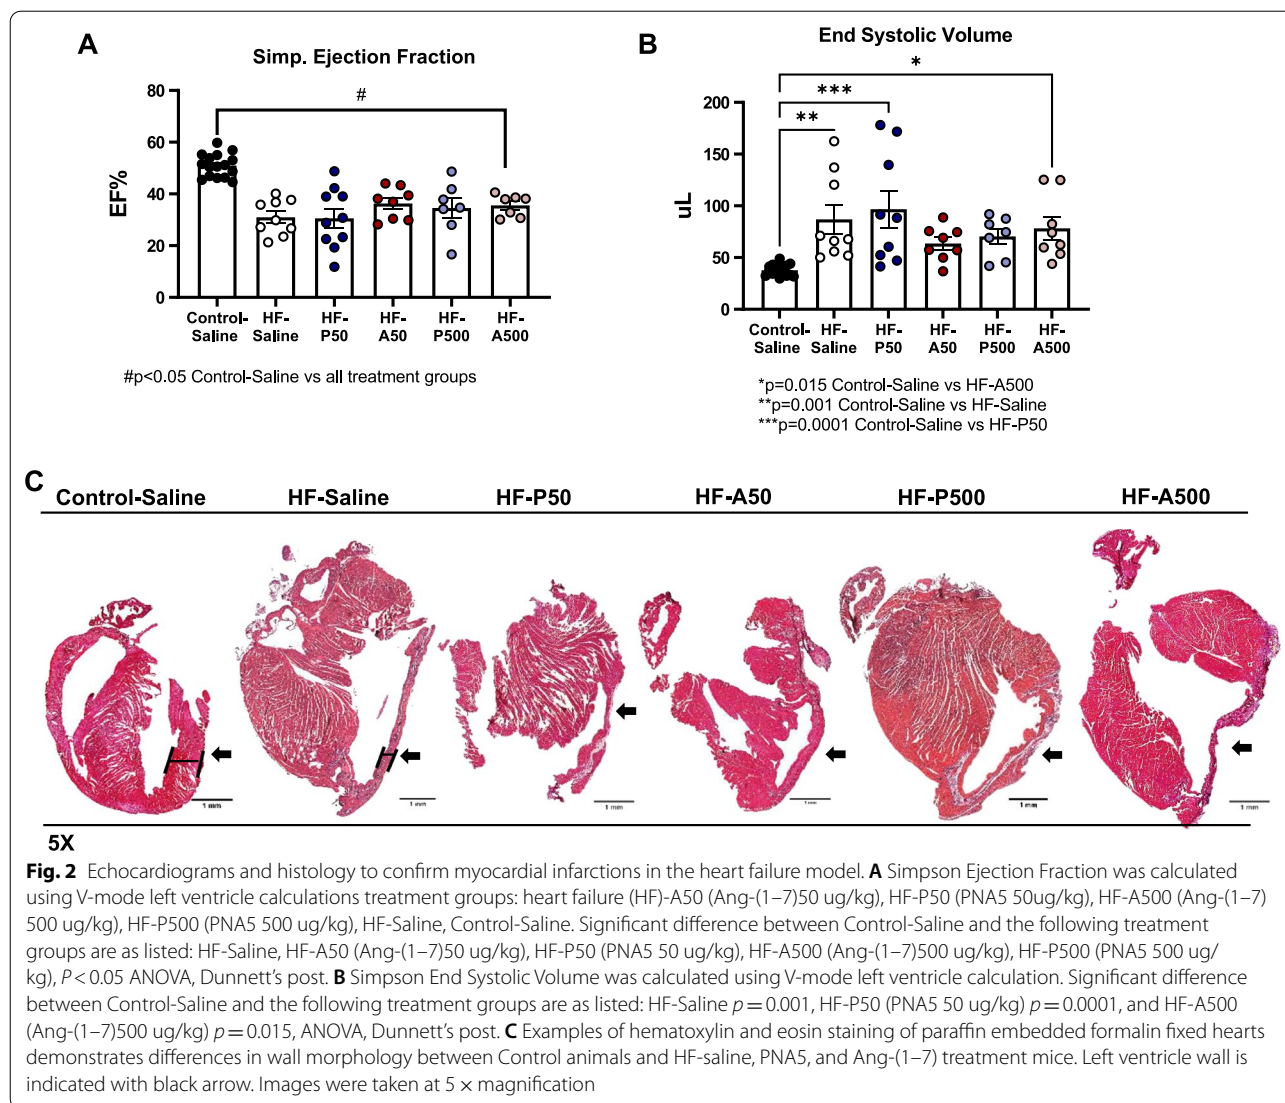 A
Simp. Ejection Fraction
#
80
60
40
20
0
EF%
Control-Saline
HF-Saline
HF-P50
HF-A50
HF-P500
HF-A500
#p<0.05 Control-Saline vs all treatment groups
B
End Systolic Volume
*
***
**
200
150
100
50
0
uL
Control-Saline
HF-Saline
HF-P50
HF-A50
HF-P500
HF-A500
*p=0.015 Control-Saline vs HF-A500
**p=0.001 Control-Saline vs HF-Saline
***p=0.0001 Control-Saline vs HF-P50
C
Control-Saline
HF-Saline
HF-P50
HF-A50
HF-P500
HF-A500
1 mm
1 mm
1 mm
1 mm
1 mm
1 mm
5X
Fig. 2 Echocardiograms and histology to confirm myocardial infarctions in the heart failure model. A Simpson Ejection Fraction was calculated
using V-mode left ventricle calculations treatment groups: heart failure (HF)-A50 (Ang-(1–7)50 ug/kg), HF-P50 (PNA5 50ug/kg), HF-A500 (Ang-(1–7)
500 ug/kg), HF-P500 (PNA5 500 ug/kg), HF-Saline, Control-Saline. Significant difference between Control-Saline and the following treatment
groups are as listed: HF-Saline, HF-A50 (Ang-(1–7)50 ug/kg), HF-P50 (PNA5 50 ug/kg), HF-A500 (Ang-(1–7)500 ug/kg), HF-P500 (PNA5 500 ug/
kg), P < 0.05 ANOVA, Dunnett's post. B Simpson End Systolic Volume was calculated using V-mode left ventricle calculation. Significant difference
between Control-Saline and the following treatment groups are as listed: HF-Saline p = 0.001, HF-P50 (PNA5 50 ug/kg) p = 0.0001, and HF-A500
(Ang-(1–7)500 ug/kg) p = 0.015, ANOVA, Dunnett's post. C Examples of hematoxylin and eosin staining of paraffin embedded formalin fixed hearts
demonstrates differences in wall morphology between Control animals and HF-saline, PNA5, and Ang-(1–7) treatment mice. Left ventricle wall is
indicated with black arrow. Images were taken at 5 × magnification